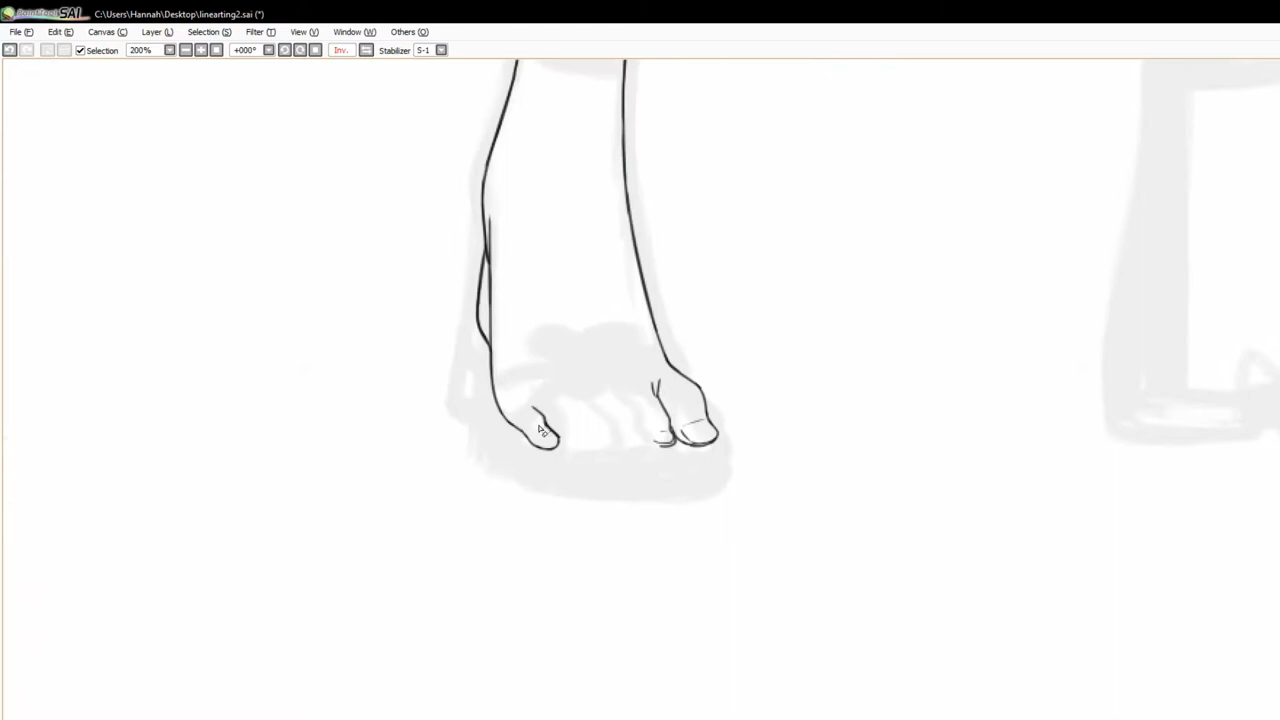 PaintTool SAI C:\Users\Hannah\Desktop\linearting2.sai (*)
File (F) Edit (E) Canvas (C) Layer (L) Selection (S) Filter (T) View (V) Window (W) Others (O)
Selection 200% +000° Inv. Stabilizer S-1